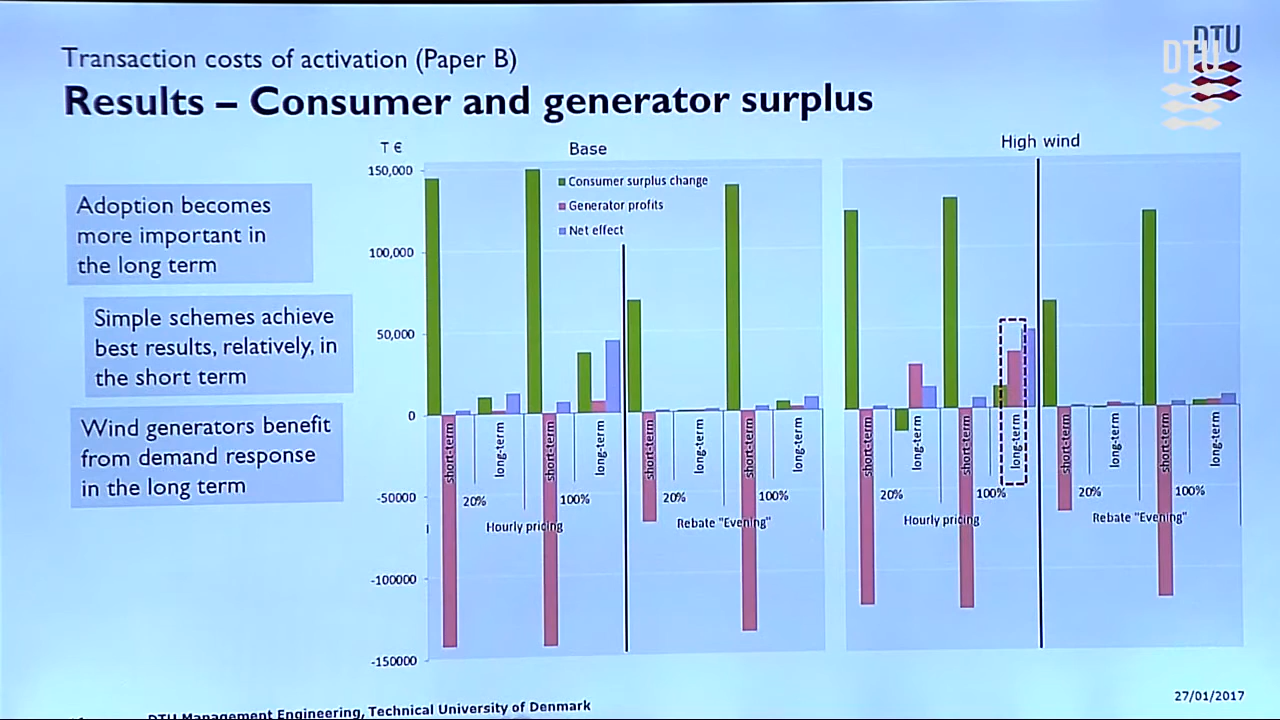 Transaction costs of activation (Paper B)
Results – Consumer and generator surplus
DTU
DTU
Adoption becomes
more important in
the long term
Simple schemes achieve
best results, relatively, in
the short term
Wind generators benefit
from demand response
in the long term
T €
Base
High wind
150,000
100,000
50,000
0
-50000
-100000
-150000
Consumer surplus change
Generator profits
Net effect
short-term
long-term
short-term
long-term
short-term
long-term
short-term
long-term
short-term
long-term
short-term
long-term
short-term
long-term
short-term
long-term
20%
100%
20%
100%
20%
100%
20%
100%
Hourly pricing
Rebate "Evening"
Hourly pricing
Rebate "Evening"
27/01/2017
DTU Management Engineering, Technical University of Denmark